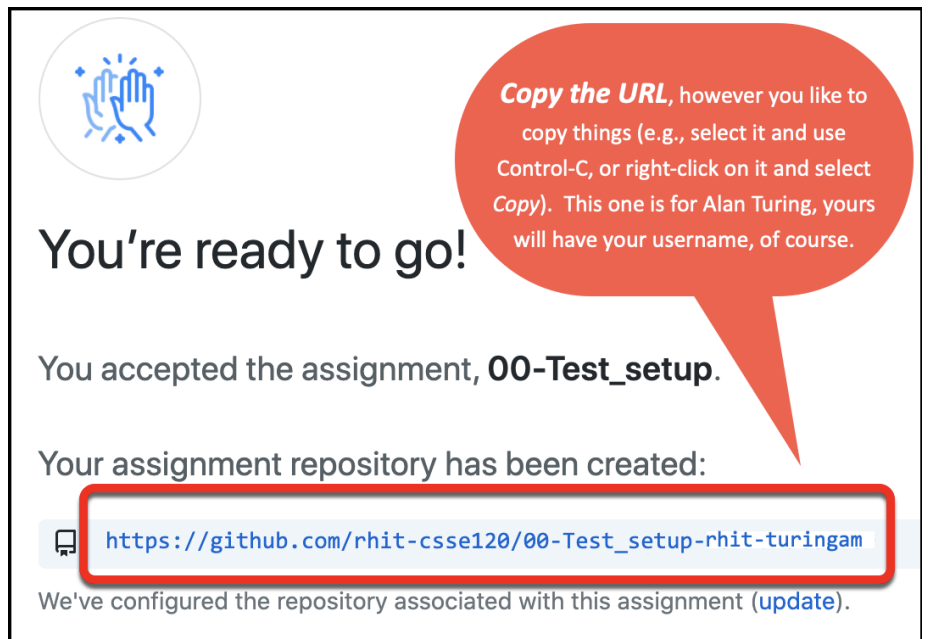 Copy the URL, however you like to
copy things (e.g., select it and use
Control-C, or right-click on it and select
Copy).  This one is for Alan Turing, yours
will have your username, of course.
You’re ready to go!
You accepted the assignment, 00-Test_setup.
Your assignment repository has been created:
https://github.com/rhit-csse120/00-Test_setup-rhit-turingam
We've configured the repository associated with this assignment (update).